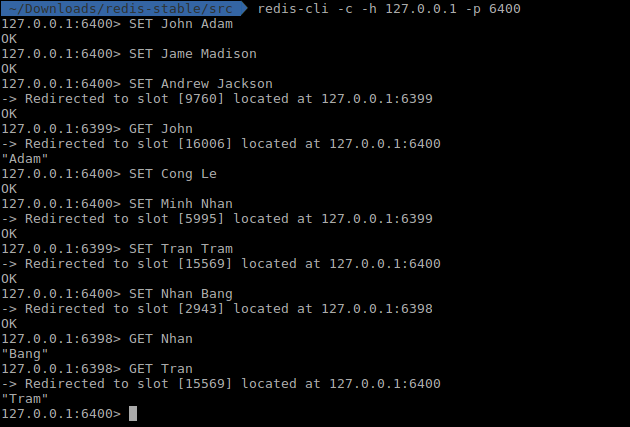 ~/Downloads/redis-stable/src redis-cli -c -h 127.0.0.1 -p 6400
127.0.0.1:6400> SET John Adam
OK
127.0.0.1:6400> SET Jame Madison
OK
127.0.0.1:6400> SET Andrew Jackson
-> Redirected to slot [9760] located at 127.0.0.1:6399
OK
127.0.0.1:6399> GET John
-> Redirected to slot [16006] located at 127.0.0.1:6400
"Adam"
127.0.0.1:6400> SET Cong Le
OK
127.0.0.1:6400> SET Minh Nhan
-> Redirected to slot [5995] located at 127.0.0.1:6399
OK
127.0.0.1:6399> SET Tran Tram
-> Redirected to slot [15569] located at 127.0.0.1:6400
OK
127.0.0.1:6400> SET Nhan Bang
-> Redirected to slot [2943] located at 127.0.0.1:6398
OK
127.0.0.1:6398> GET Nhan
"Bang"
127.0.0.1:6398> GET Tran
-> Redirected to slot [15569] located at 127.0.0.1:6400
"Tram"
127.0.0.1:6400>